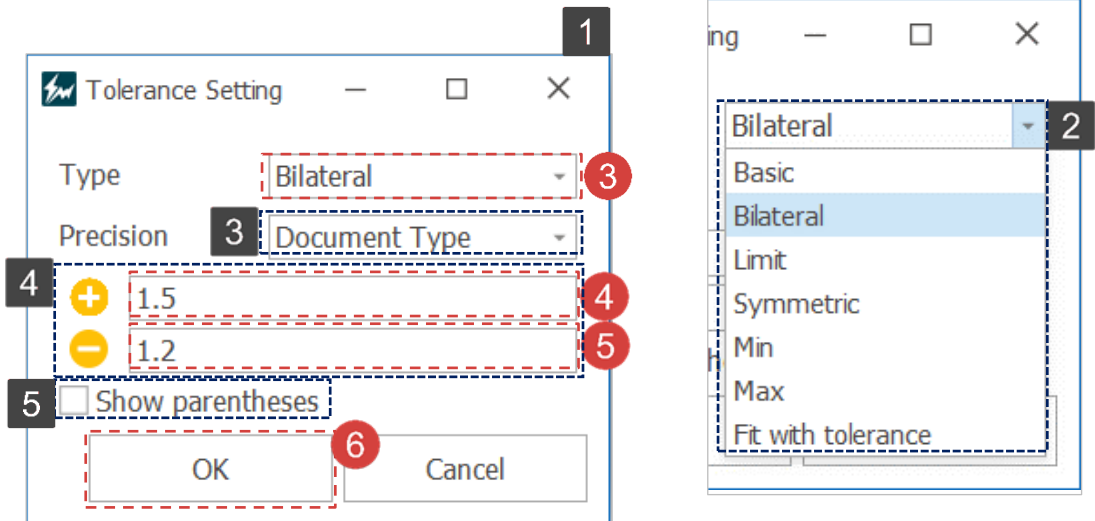 1
Tolerance Setting
Type
Bilateral
3
Precision
3
Document Type
4
1.5
4
1.2
5
5
Show parentheses
6
OK
Cancel
ing
Bilateral
2
Basic
Bilateral
Limit
Symmetric
Min
Max
Fit with tolerance